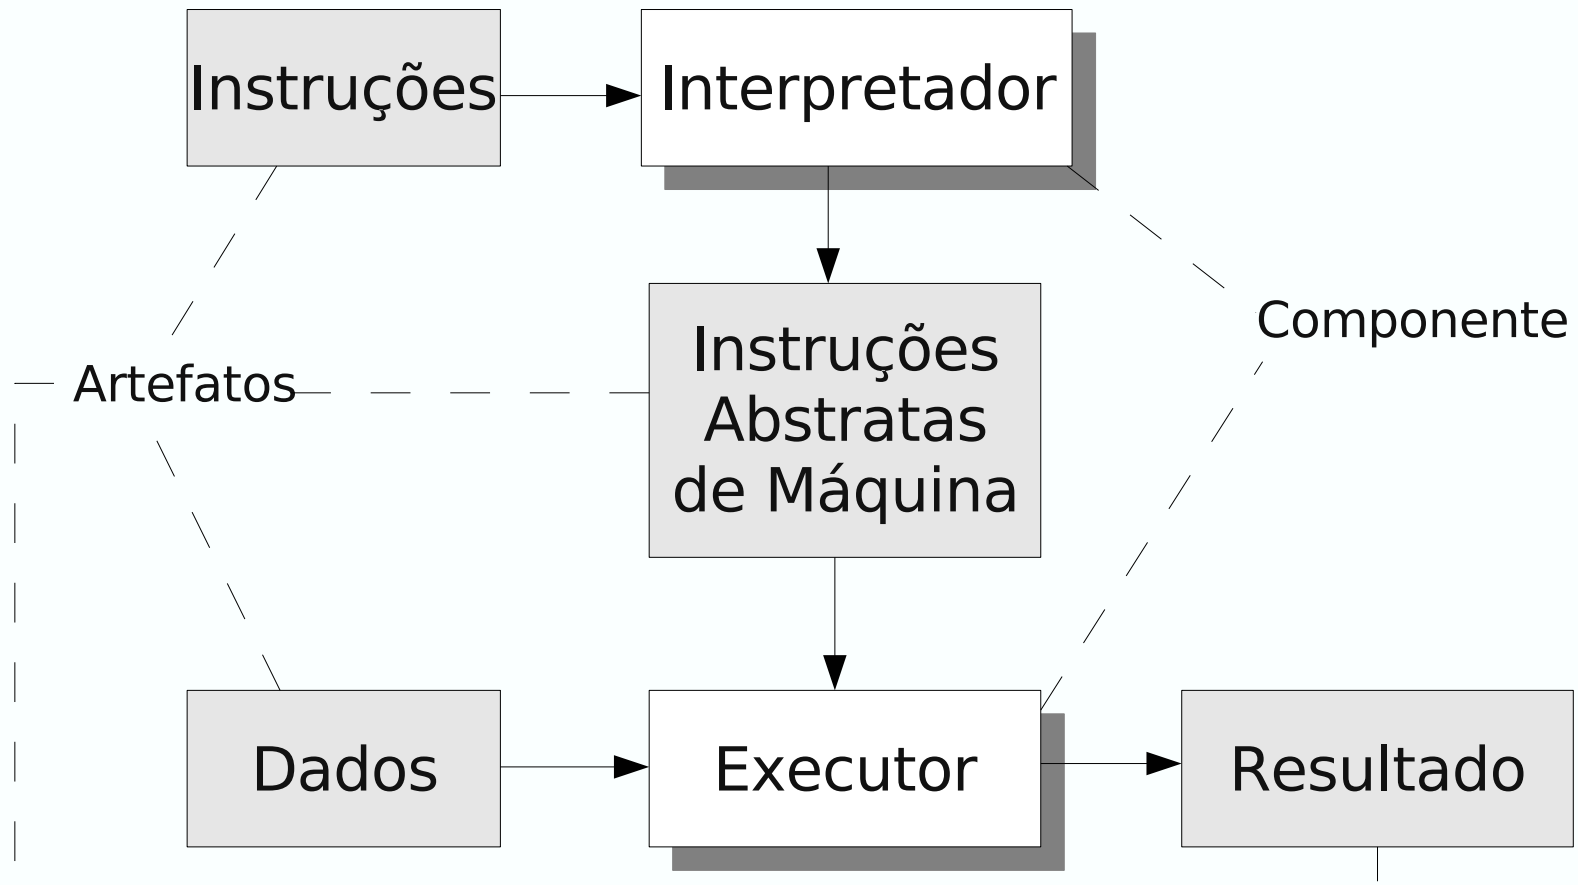 Instruções
Interpretador
Componente
Artefatos
Instruções
Abstratas
de Máquina
Dados
Executor
Resultado